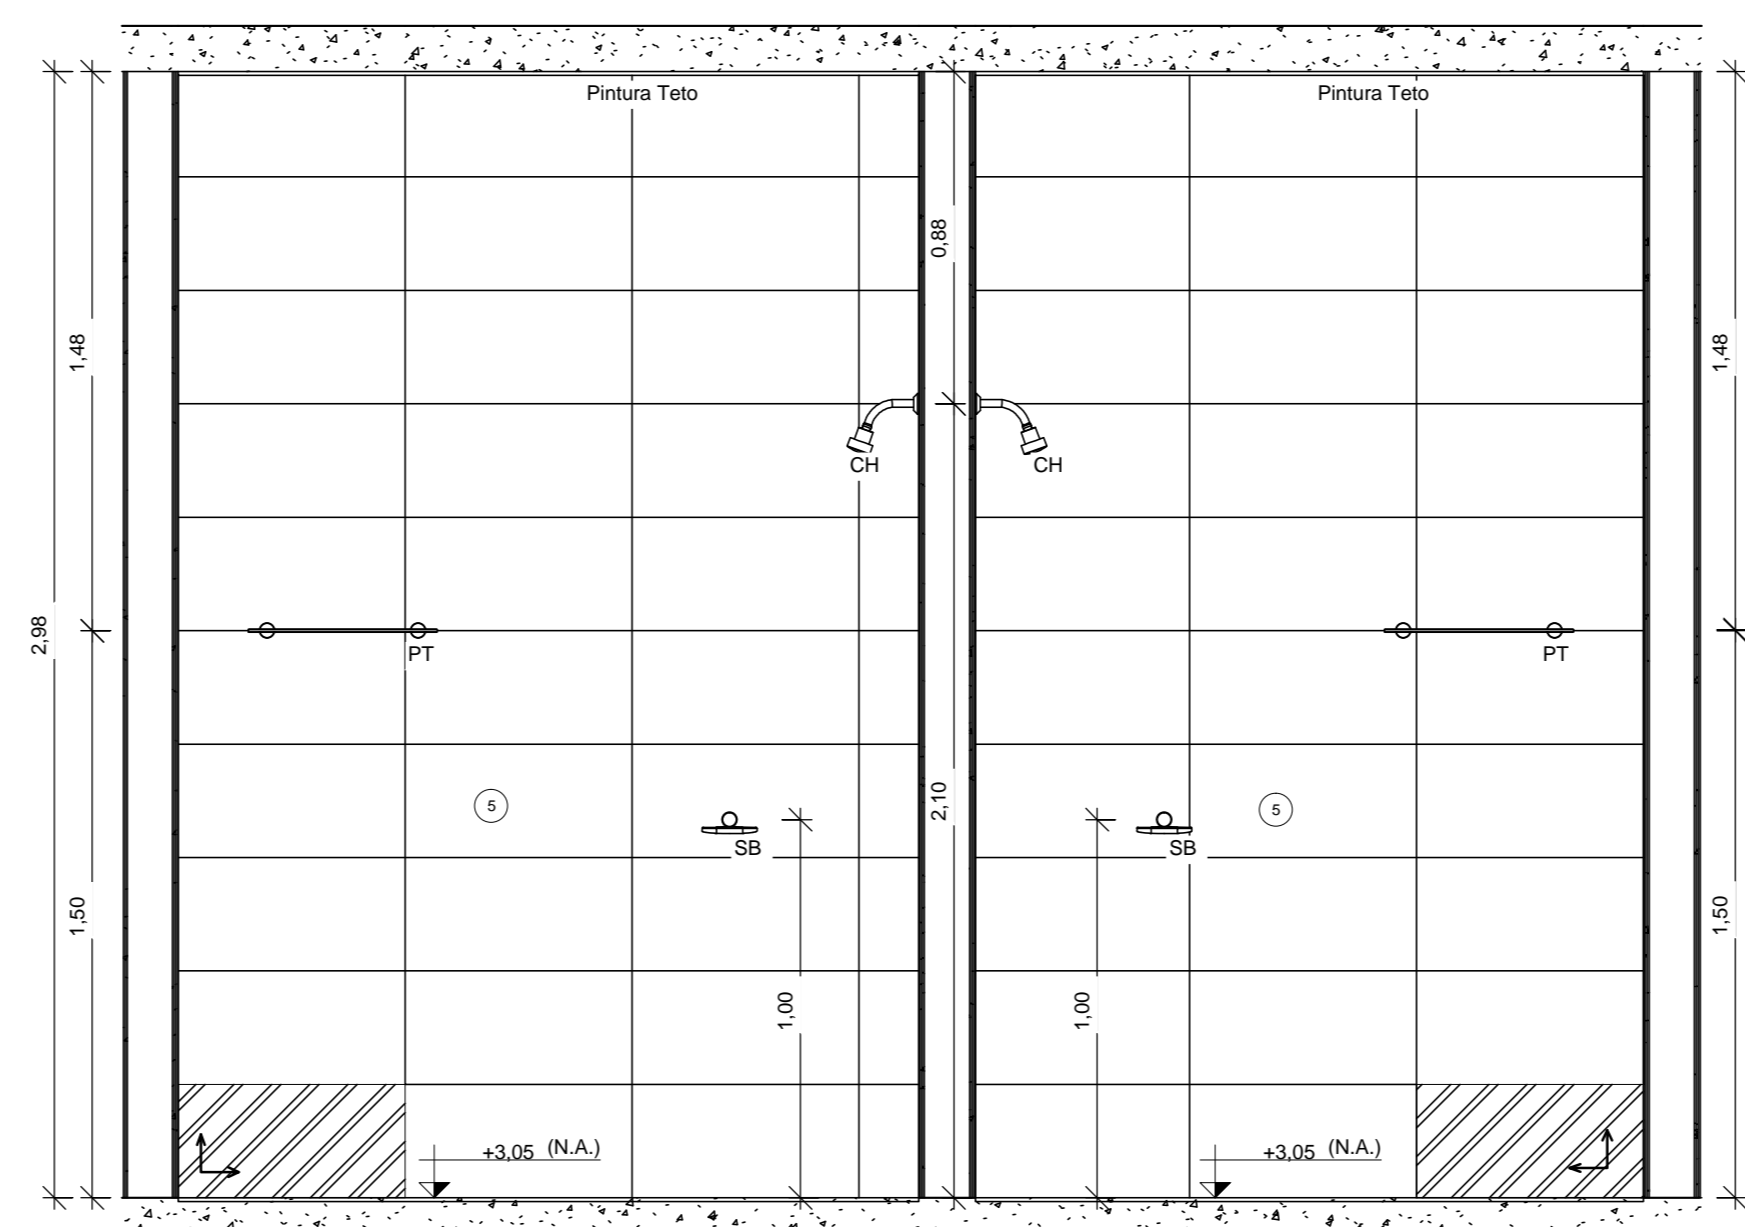 Pintura Teto
Pintura Teto
0,88
1,48
1,48
CH
CH
2,98
PT
PT
2,10
5
5
SB
SB
1,50
1,50
1,00
1,00
+3,05 (N.A.)
+3,05 (N.A.)